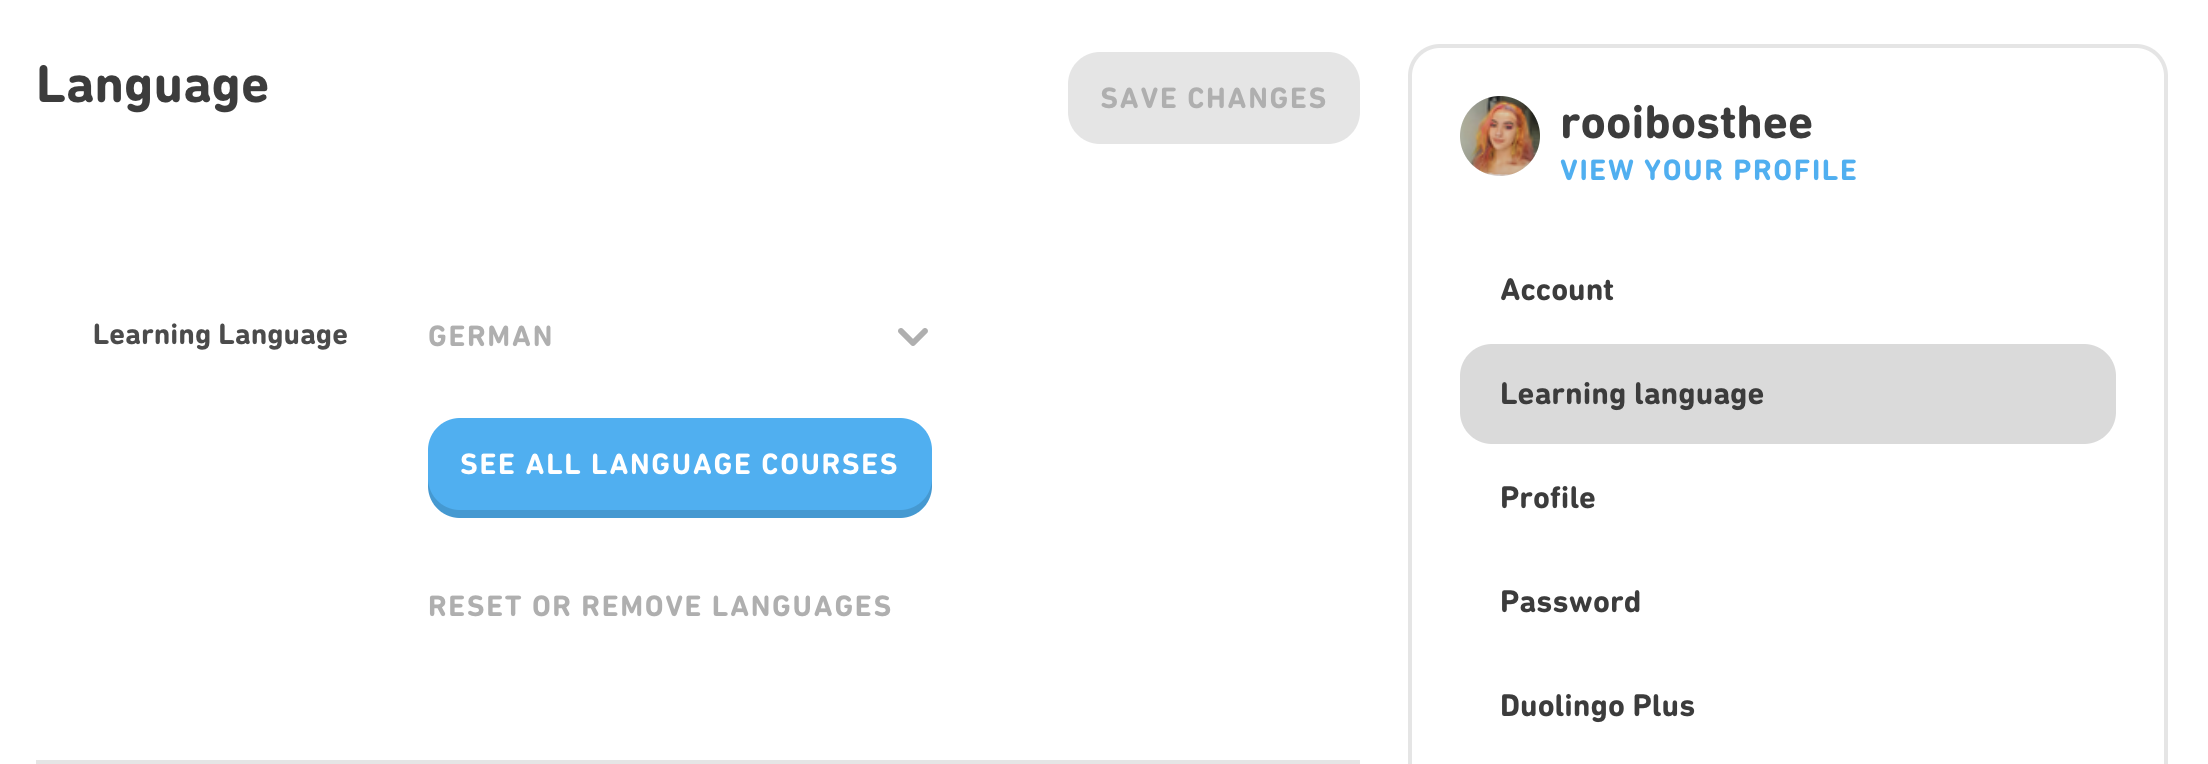 Language
SAVE CHANGES
Learning Language
GERMAN
SEE ALL LANGUAGE COURSES
RESET OR REMOVE LANGUAGES
rooibosthee
VIEW YOUR PROFILE
Account
Learning language
Profile
Password
Duolingo Plus